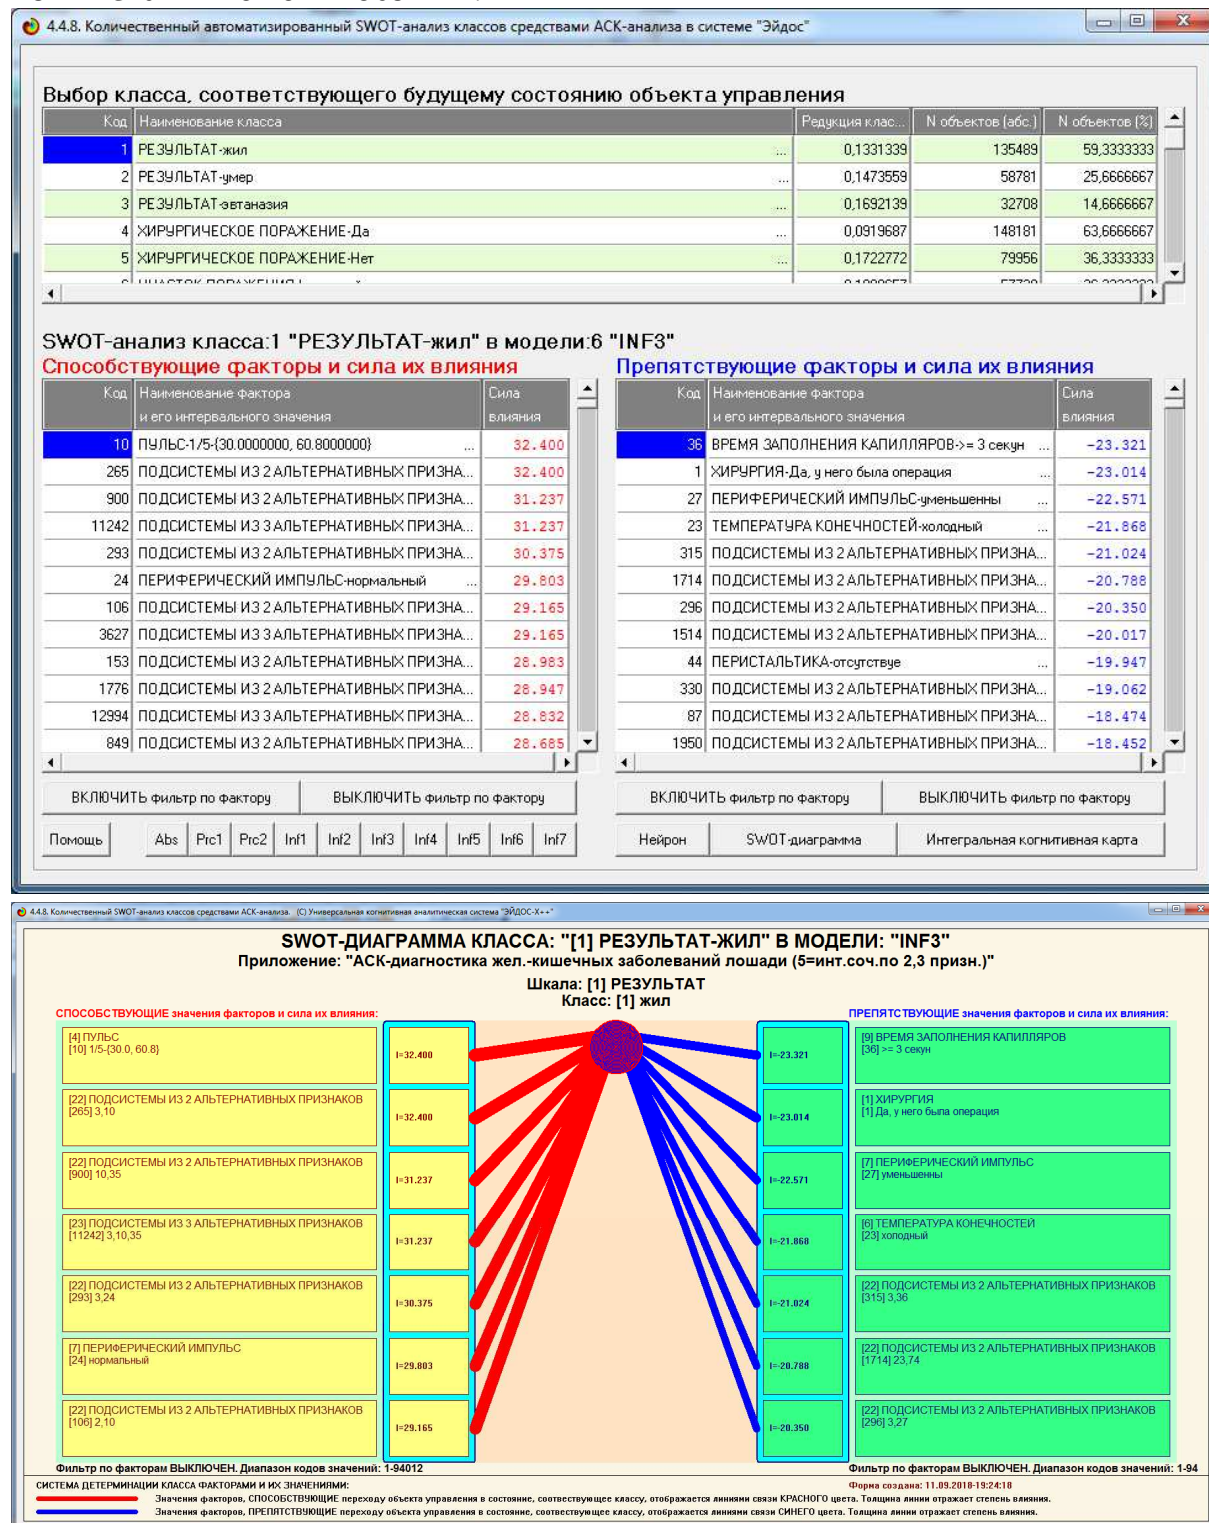 4.4.8. Количественный автоматизированный SWOT-анализ классов средствами АСК-анализа в системе "Эйдос"
Выбор класса, соответствующего будущему состоянию объекта управления
Код Наименование класса Редукция клас... N объектов (абс.) N объектов (%)
1 РЕЗУЛЬТАТ-жил ... 0,1331339 135489 59,3333333
2 РЕЗУЛЬТАТ-умер ... 0,1473559 58781 25,6666667
3 РЕЗУЛЬТАТ-эвтаназия ... 0,1692139 32708 14,6666667
4 ХИРУРГИЧЕСКОЕ ПОРАЖЕНИЕ-Да ... 0,0919687 148181 63,6666667
5 ХИРУРГИЧЕСКОЕ ПОРАЖЕНИЕ-Нет ... 0,1722772 79956 36,3333333
SWOT-анализ класса:1 "РЕЗУЛЬТАТ-жил" в модели:6 "INF3"
Способствующие факторы и сила их влияния
Код Наименование фактора и его интервального значения Сила влияния
10 ПУЛЬС-1/5-{30.0000000, 60.8000000} ... 32.400
265 ПОДСИСТЕМЫ ИЗ 2 АЛЬТЕРНАТИВНЫХ ПРИЗНА... 32.400
900 ПОДСИСТЕМЫ ИЗ 2 АЛЬТЕРНАТИВНЫХ ПРИЗНА... 31.237
11242 ПОДСИСТЕМЫ ИЗ 3 АЛЬТЕРНАТИВНЫХ ПРИЗНА... 31.237
293 ПОДСИСТЕМЫ ИЗ 2 АЛЬТЕРНАТИВНЫХ ПРИЗНА... 30.375
24 ПЕРИФЕРИЧЕСКИЙ ИМПУЛЬС-нормальный ... 29.803
106 ПОДСИСТЕМЫ ИЗ 2 АЛЬТЕРНАТИВНЫХ ПРИЗНА... 29.165
3627 ПОДСИСТЕМЫ ИЗ 3 АЛЬТЕРНАТИВНЫХ ПРИЗНА... 29.165
153 ПОДСИСТЕМЫ ИЗ 2 АЛЬТЕРНАТИВНЫХ ПРИЗНА... 28.983
1776 ПОДСИСТЕМЫ ИЗ 2 АЛЬТЕРНАТИВНЫХ ПРИЗНА... 28.947
12994 ПОДСИСТЕМЫ ИЗ 3 АЛЬТЕРНАТИВНЫХ ПРИЗНА... 28.832
849 ПОДСИСТЕМЫ ИЗ 2 АЛЬТЕРНАТИВНЫХ ПРИЗНА... 28.685
ВКЛЮЧИТЬ фильтр по фактору ВЫКЛЮЧИТЬ фильтр по фактору
Препятствующие факторы и сила их влияния
Код Наименование фактора и его интервального значения Сила влияния
36 ВРЕМЯ ЗАПОЛНЕНИЯ КАПИЛЛЯРОВ->= 3 секун ... -23.321
1 ХИРУРГИЯ-Да, у него была операция ... -23.014
27 ПЕРИФЕРИЧЕСКИЙ ИМПУЛЬС-уменьшенны ... -22.571
23 ТЕМПЕРАТУРА КОНЕЧНОСТЕЙ-холодный ... -21.868
315 ПОДСИСТЕМЫ ИЗ 2 АЛЬТЕРНАТИВНЫХ ПРИЗНА... -21.024
1714 ПОДСИСТЕМЫ ИЗ 2 АЛЬТЕРНАТИВНЫХ ПРИЗНА... -20.788
296 ПОДСИСТЕМЫ ИЗ 2 АЛЬТЕРНАТИВНЫХ ПРИЗНА... -20.350
1514 ПОДСИСТЕМЫ ИЗ 2 АЛЬТЕРНАТИВНЫХ ПРИЗНА... -20.017
44 ПЕРИСТАЛЬТИКА-отсутствуе ... -19.947
330 ПОДСИСТЕМЫ ИЗ 2 АЛЬТЕРНАТИВНЫХ ПРИЗНА... -19.062
87 ПОДСИСТЕМЫ ИЗ 2 АЛЬТЕРНАТИВНЫХ ПРИЗНА... -18.474
1950 ПОДСИСТЕМЫ ИЗ 2 АЛЬТЕРНАТИВНЫХ ПРИЗНА... -18.452
ВКЛЮЧИТЬ фильтр по фактору ВЫКЛЮЧИТЬ фильтр по фактору
Помощь Abs Prc1 Prc2 Inf1 Inf2 Inf3 Inf4 Inf5 Inf6 Inf7 Нейрон SWOT-диаграмма Интегральная когнитивная карта
4.4.8. Количественный SWOT-анализ классов средствами АСК-анализа. (C) Универсальная когнитивная аналитическая система "ЭЙДОС-X++"
SWOT-ДИАГРАММА КЛАССА: "[1] РЕЗУЛЬТАТ-ЖИЛ" В МОДЕЛИ: "INF3"
Приложение: "АСК-диагностика жел.-кишечных заболеваний лошади (5=инт.соч.по 2,3 призн.)"
Шкала: [1] РЕЗУЛЬТАТ
Класс: [1] жил
СПОСОБСТВУЮЩИЕ значения факторов и сила их влияния:
[4] ПУЛЬС
[10] 1/5-{30.0, 60.8}
I=32.400
[22] ПОДСИСТЕМЫ ИЗ 2 АЛЬТЕРНАТИВНЫХ ПРИЗНАКОВ
[265] 3,10
I=32.400
[22] ПОДСИСТЕМЫ ИЗ 2 АЛЬТЕРНАТИВНЫХ ПРИЗНАКОВ
[900] 10,35
I=31.237
[23] ПОДСИСТЕМЫ ИЗ 3 АЛЬТЕРНАТИВНЫХ ПРИЗНАКОВ
[11242] 3,10,35
I=31.237
[22] ПОДСИСТЕМЫ ИЗ 2 АЛЬТЕРНАТИВНЫХ ПРИЗНАКОВ
[293] 3,24
I=30.375
[7] ПЕРИФЕРИЧЕСКИЙ ИМПУЛЬС
[24] нормальный
I=29.803
[22] ПОДСИСТЕМЫ ИЗ 2 АЛЬТЕРНАТИВНЫХ ПРИЗНАКОВ
[106] 2,10
I=29.165
Фильтр по факторам ВЫКЛЮЧЕН. Диапазон кодов значений: 1-94012
ПРЕПЯТСТВУЮЩИЕ значения факторов и сила их влияния:
I=-23.321
[9] ВРЕМЯ ЗАПОЛНЕНИЯ КАПИЛЛЯРОВ
[36] >= 3 секун
I=-23.014
[1] ХИРУРГИЯ
[1] Да, у него была операция
I=-22.571
[7] ПЕРИФЕРИЧЕСКИЙ ИМПУЛЬС
[27] уменьшенны
I=-21.868
[6] ТЕМПЕРАТУРА КОНЕЧНОСТЕЙ
[23] холодный
I=-21.024
[22] ПОДСИСТЕМЫ ИЗ 2 АЛЬТЕРНАТИВНЫХ ПРИЗНАКОВ
[315] 3,36
I=-20.788
[22] ПОДСИСТЕМЫ ИЗ 2 АЛЬТЕРНАТИВНЫХ ПРИЗНАКОВ
[1714] 23,74
I=-20.350
[22] ПОДСИСТЕМЫ ИЗ 2 АЛЬТЕРНАТИВНЫХ ПРИЗНАКОВ
[296] 3,27
Фильтр по факторам ВЫКЛЮЧЕН. Диапазон кодов значений: 1-94
СИСТЕМА ДЕТЕРМИНАЦИИ КЛАССА ФАКТОРАМИ И ИХ ЗНАЧЕНИЯМИ:
Форма создана: 11.09.2018-19:24:18
Значения факторов, СПОСОБСТВУЮЩИЕ переходу объекта управления в состояние, соотвествующее классу, отображается линиями связи КРАСНОГО цвета. Толщина линии отражает степень влияния.
Значения факторов, ПРЕПЯТСТВУЮЩИЕ переходу объекта управления в состояние, соотвествующее классу, отображается линиями связи СИНЕГО цвета. Толщина линии отражает степень влияния.